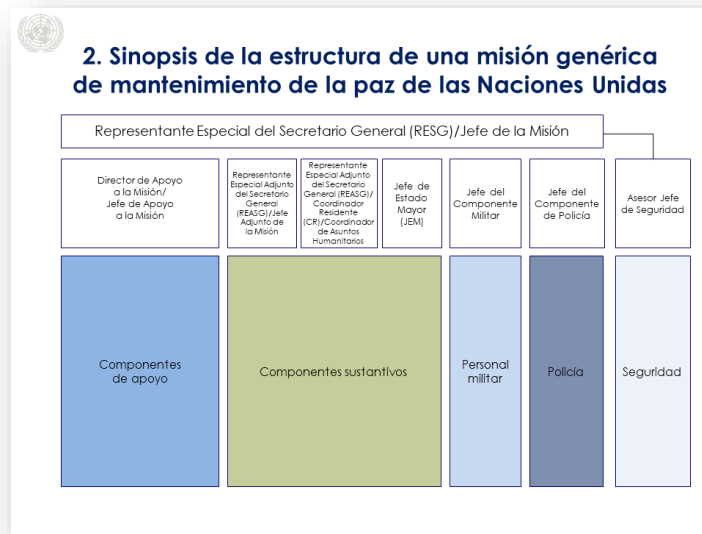 2. Sinopsis de la estructura de una misión genérica
de mantenimiento de la paz de las Naciones Unidas
Representante Especial del Secretario General (RESG)/Jefe de la Misión
Director de Apoyo
a la Misión/
Jefe de Apoyo
a la Misión
Representante
Especial Adjunto
del Secretario
General
(REASG)/Jefe
Adjunto de
la Misión
Representante
Especial Adjunto
del Secretario
General (REASG)/
Coordinador
Residente
(CR)/Coordinador
de Asuntos
Humanitarios
Jefe de
Estado
Mayor
(JEM)
Jefe del
Componente
Militar
Jefe del
Componente
de Policía
Asesor Jefe
de Seguridad
Componentes
de apoyo
Componentes sustantivos
Personal
militar
Policía
Seguridad